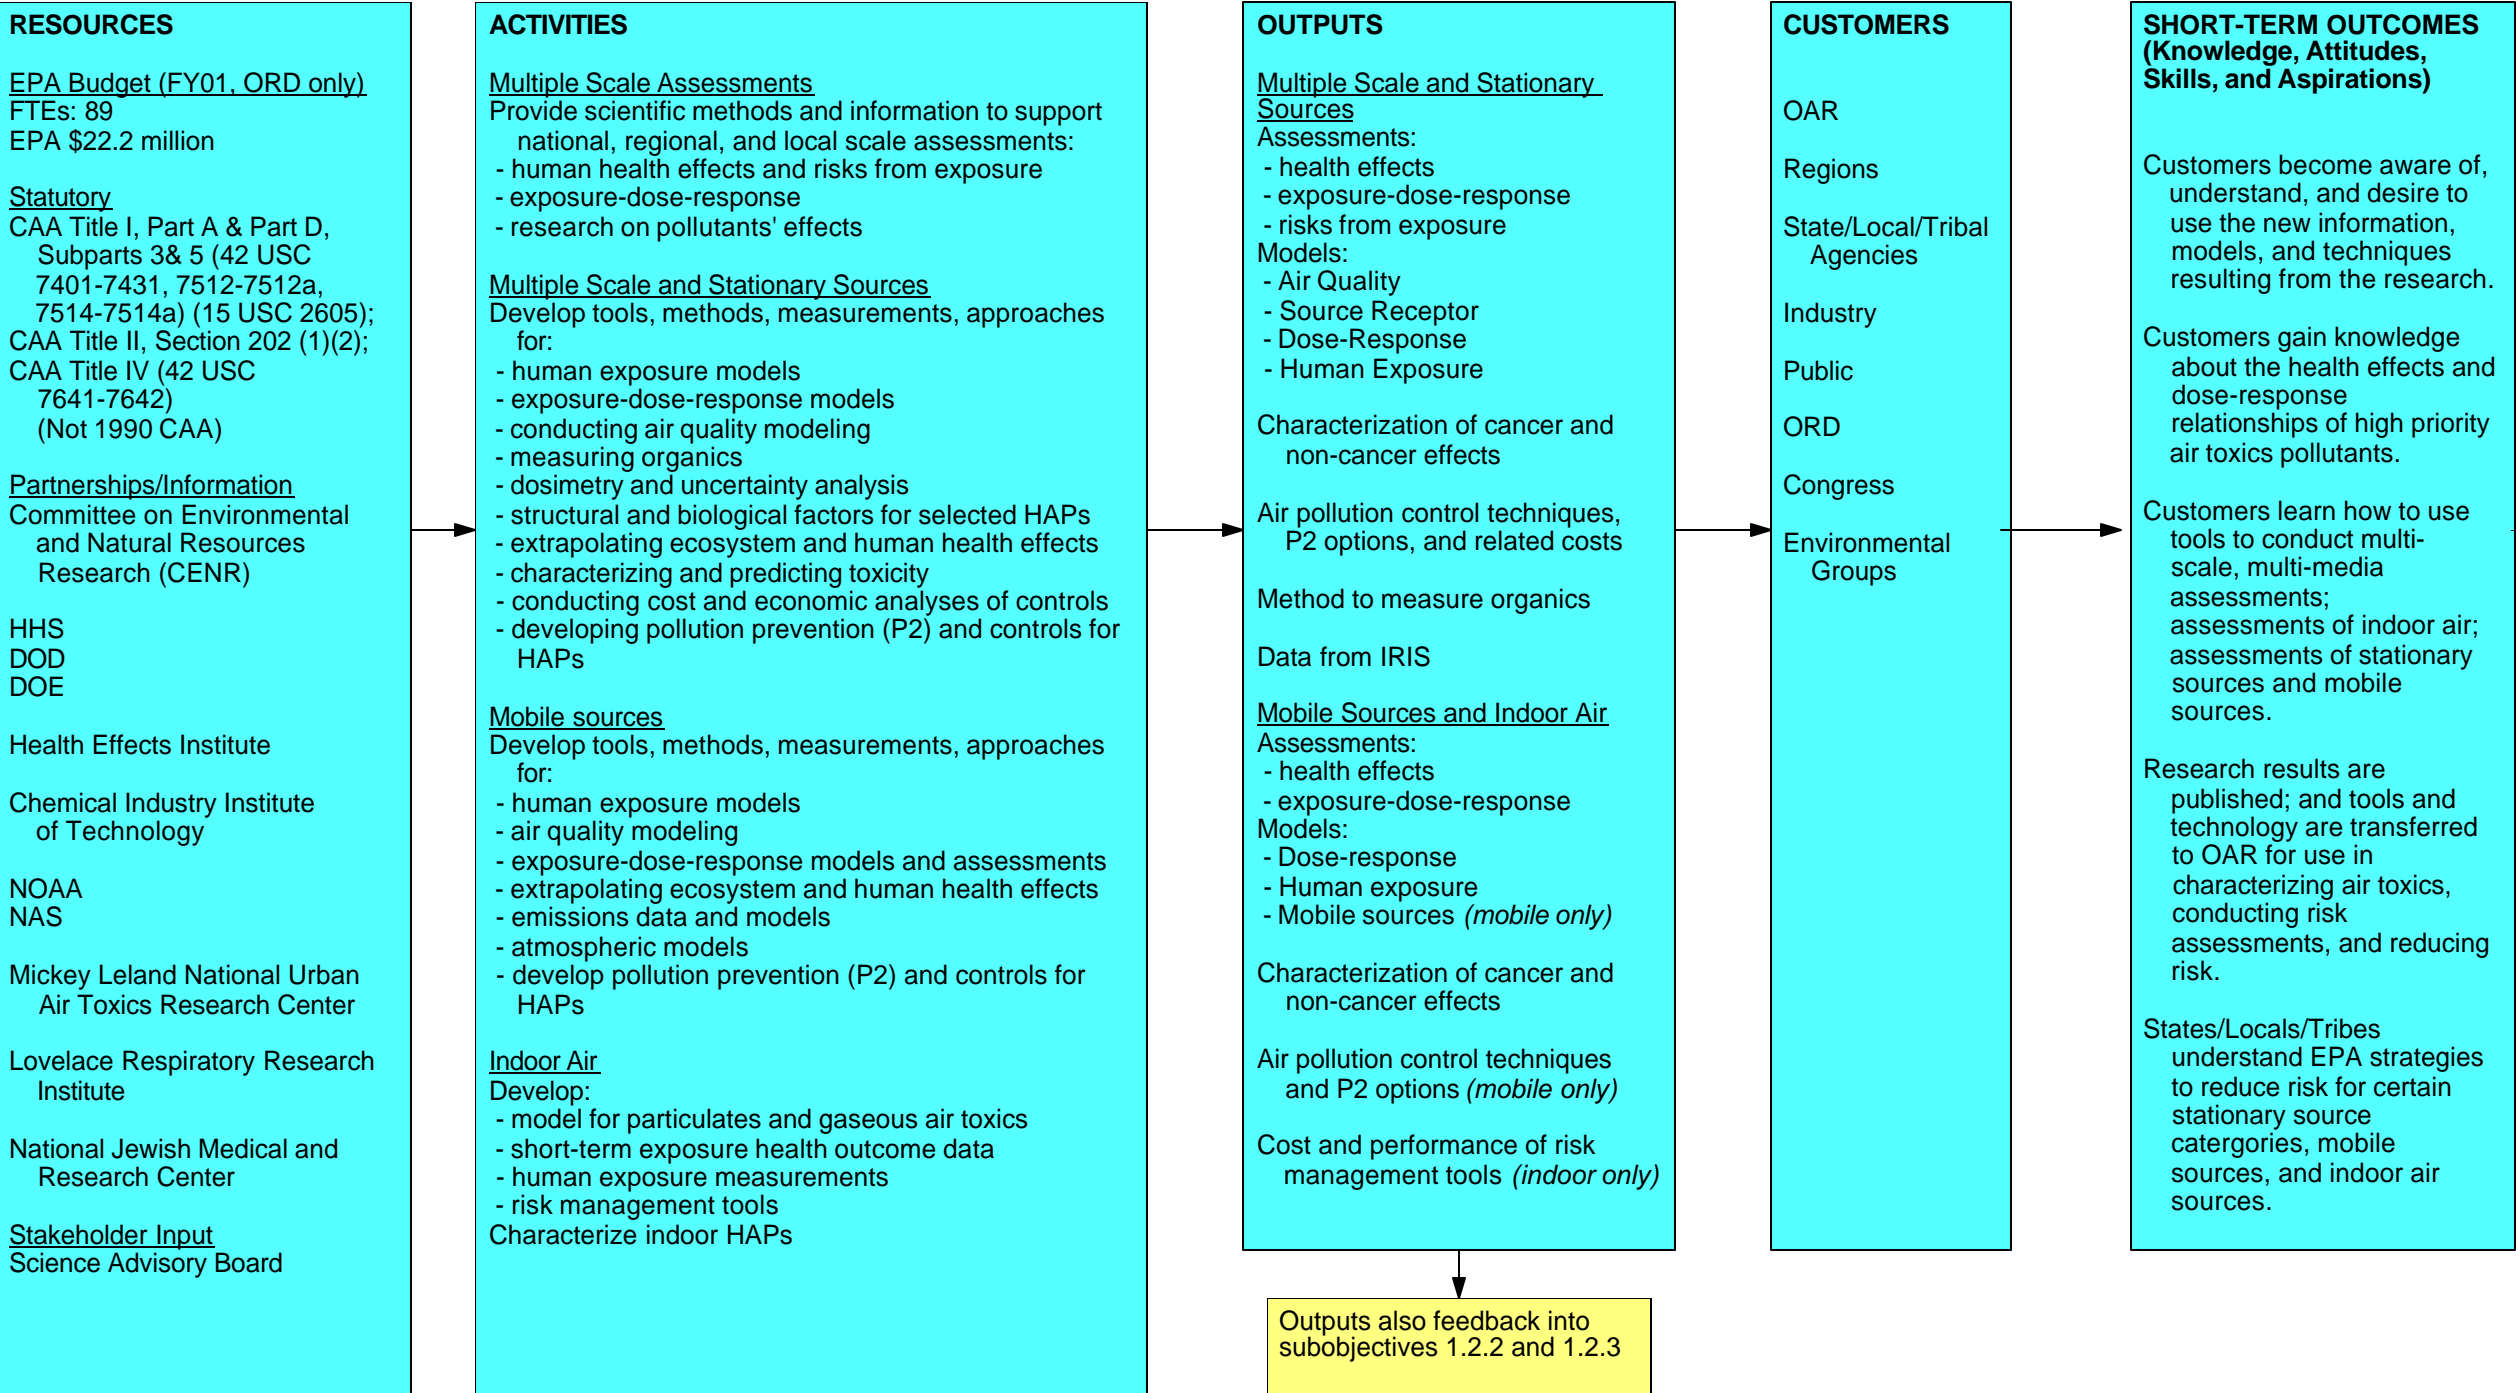 RESOURCES
EPA Budget (FY01, ORD only)
FTEs: 89
EPA $22.2 million
Statutory
CAA Title I, Part A & Part D,
Subparts 3& 5 (42 USC
7401-7431, 7512-7512a,
7514-7514a) (15 USC 2605);
CAA Title II, Section 202 (1)(2);
CAA Title IV (42 USC
7641-7642)
(Not 1990 CAA)
Partnerships/Information
Committee on Environmental
and Natural Resources
Research (CENR)
HHS
DOD
DOE
Health Effects Institute
Chemical Industry Institute
of Technology
NOAA
NAS
Mickey Leland National Urban
Air Toxics Research Center
Lovelace Respiratory Research
Institute
National Jewish Medical and
Research Center
Stakeholder Input
Science Advisory Board
ACTIVITIES
Multiple Scale Assessments
Provide scientific methods and information to support
national, regional, and local scale assessments:
- human health effects and risks from exposure
- exposure-dose-response
- research on pollutants' effects
Multiple Scale and Stationary Sources
Develop tools, methods, measurements, approaches
for:
- human exposure models
- exposure-dose-response models
- conducting air quality modeling
- measuring organics
- dosimetry and uncertainty analysis
- structural and biological factors for selected HAPs
- extrapolating ecosystem and human health effects
- characterizing and predicting toxicity
- conducting cost and economic analyses of controls
- developing pollution prevention (P2) and controls for
HAPs
Mobile sources
Develop tools, methods, measurements, approaches
for:
- human exposure models
- air quality modeling
- exposure-dose-response models and assessments
- extrapolating ecosystem and human health effects
- emissions data and models
- atmospheric models
- develop pollution prevention (P2) and controls for
HAPs
Indoor Air
Develop:
- model for particulates and gaseous air toxics
- short-term exposure health outcome data
- human exposure measurements
- risk management tools
Characterize indoor HAPs
OUTPUTS
Multiple Scale and Stationary
Sources
Assessments:
- health effects
- exposure-dose-response
- risks from exposure
Models:
- Air Quality
- Source Receptor
- Dose-Response
- Human Exposure
Characterization of cancer and
non-cancer effects
Air pollution control techniques,
P2 options, and related costs
Method to measure organics
Data from IRIS
Mobile Sources and Indoor Air
Assessments:
- health effects
- exposure-dose-response
Models:
- Dose-response
- Human exposure
- Mobile sources (mobile only)
Characterization of cancer and
non-cancer effects
Air pollution control techniques
and P2 options (mobile only)
Cost and performance of risk
management tools (indoor only)
Outputs also feedback into
subobjectives 1.2.2 and 1.2.3
CUSTOMERS
OAR
Regions
State/Local/Tribal
Agencies
Industry
Public
ORD
Congress
Environmental
Groups
SHORT-TERM OUTCOMES
(Knowledge, Attitudes,
Skills, and Aspirations)
Customers become aware of,
understand, and desire to
use the new information,
models, and techniques
resulting from the research.
Customers gain knowledge
about the health effects and
dose-response
relationships of high priority
air toxics pollutants.
Customers learn how to use
tools to conduct multi-
scale, multi-media
assessments;
assessments of indoor air;
assessments of stationary
sources and mobile
sources.
Research results are
published; and tools and
technology are transferred
to OAR for use in
characterizing air toxics,
conducting risk
assessments, and reducing
risk.
States/Locals/Tribes
understand EPA strategies
to reduce risk for certain
stationary source
catergories, mobile
sources, and indoor air
sources.